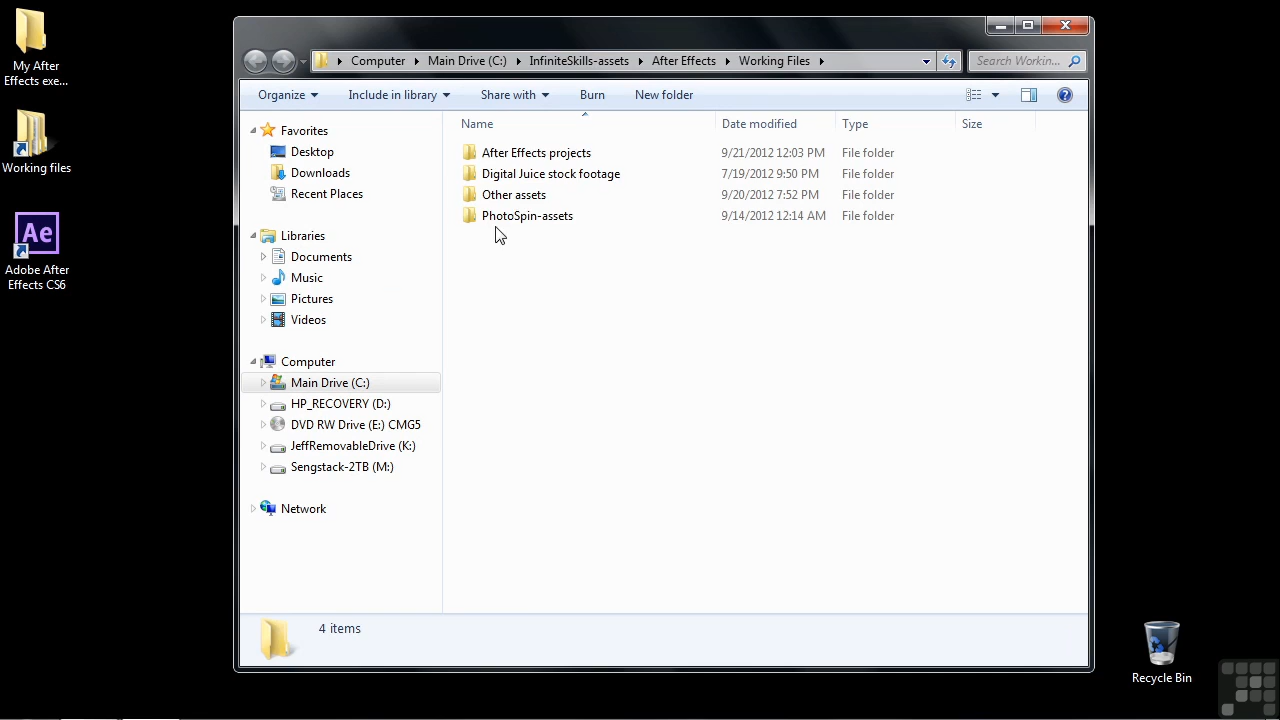 My After
Effects exe...
Working files
Ae
Adobe After
Effects CS6
Computer Main Drive (C:) InfiniteSkills-assets After Effects Working Files
Search Workin...
Organize Include in library Share with Burn New folder
Favorites
Desktop
Downloads
Recent Places
Libraries
Documents
Music
Pictures
Videos
Computer
Main Drive (C:)
HP_RECOVERY (D:)
DVD RW Drive (E:) CMG5
JeffRemovableDrive (K:)
Sengstack-2TB (M:)
Network
Name Date modified Type Size
After Effects projects 9/21/2012 12:03 PM File folder
Digital Juice stock footage 7/19/2012 9:50 PM File folder
Other assets 9/20/2012 7:52 PM File folder
PhotoSpin-assets 9/14/2012 12:14 AM File folder
4 items
Recycle Bin